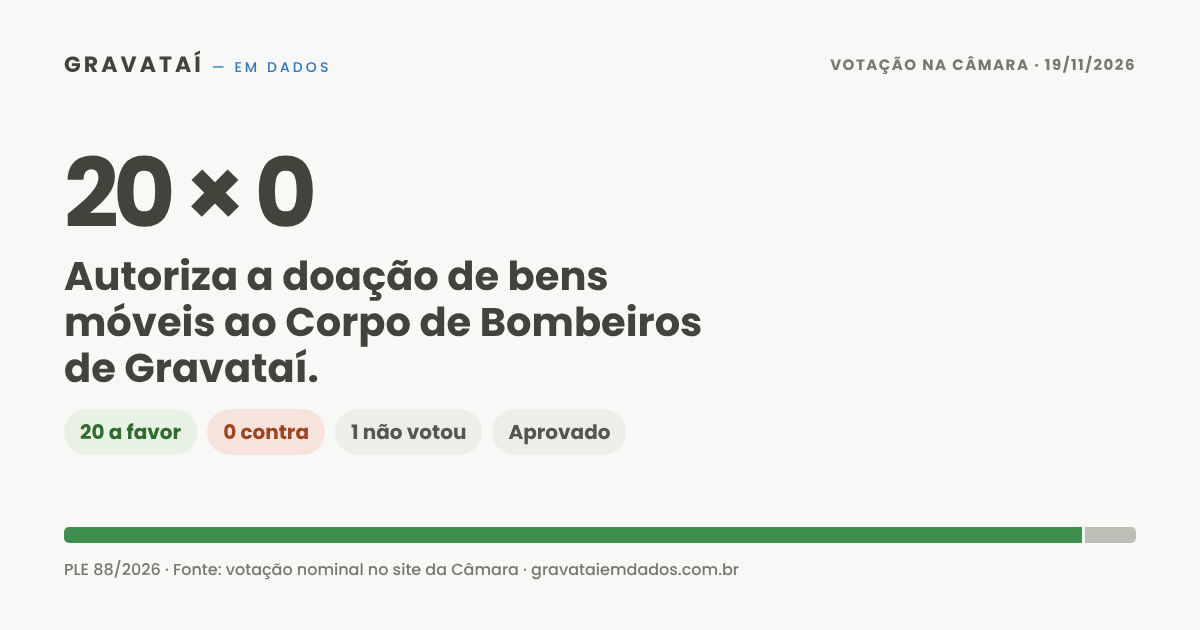 GRAVATAÍ — EM DADOS
VOTAÇÃO NA CÂMARA · 19/11/2026
20 × 0
Autoriza a doação de bens
móveis ao Corpo de Bombeiros
de Gravataí.
20 a favor
0 contra
1 não votou
Aprovado
PLE 88/2026 · Fonte: votação nominal no site da Câmara · gravataiemdados.com.br